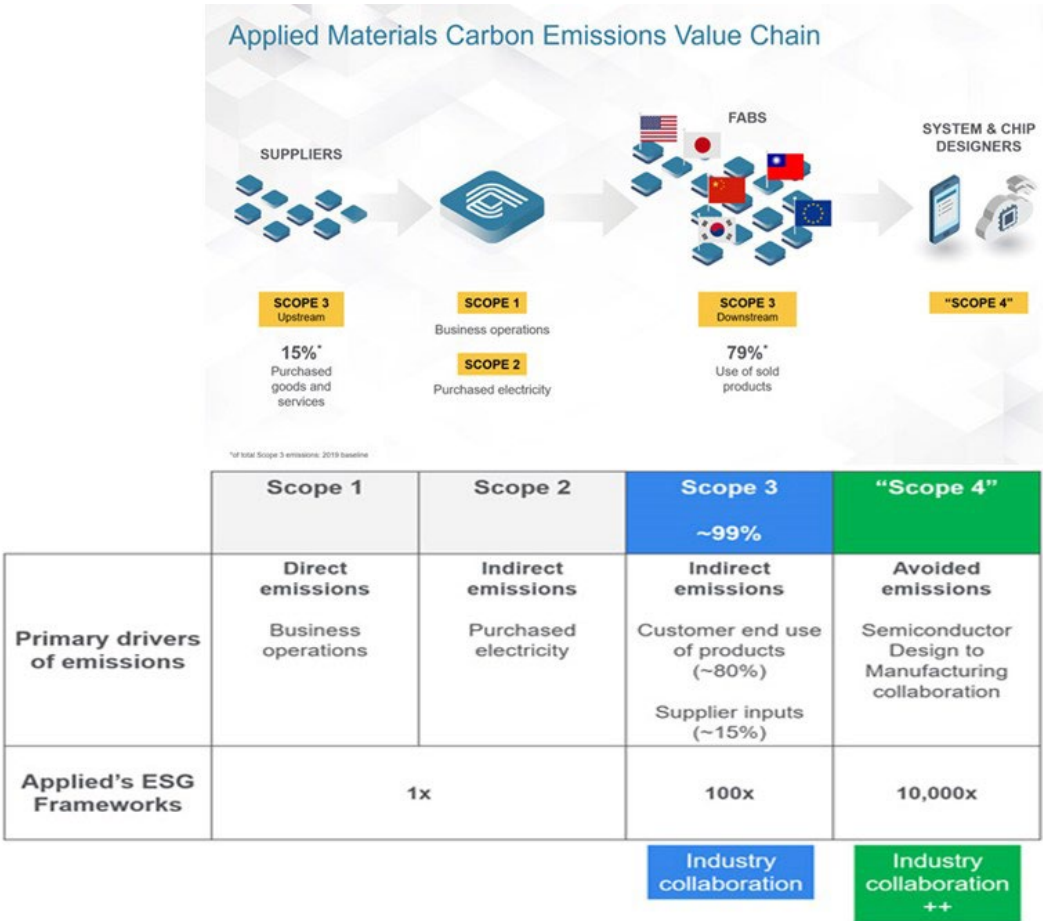 Applied Materials Carbon Emissions Value Chain
SUPPLIERS
FABS
SYSTEM & CHIP
DESIGNERS
SCOPE 3
Upstream
15%*
Purchased
goods and
services
SCOPE 1
Business operations
SCOPE 2
Purchased electricity
SCOPE 3
Downstream
79%*
Use of sold
products
"SCOPE 4"
*of total Scope 3 emissions: 2019 baseline
Scope 1
Scope 2
Scope 3
~99%
“Scope 4”
Primary drivers
of emissions
Direct
emissions
Business
operations
Indirect
emissions
Purchased
electricity
Indirect
emissions
Customer end use
of products
(~80%)
Supplier inputs
(~15%)
Avoided
emissions
Semiconductor
Design to
Manufacturing
collaboration
Applied’s ESG
Frameworks
1x
100x
10,000x
Industry
collaboration
Industry
collaboration
++